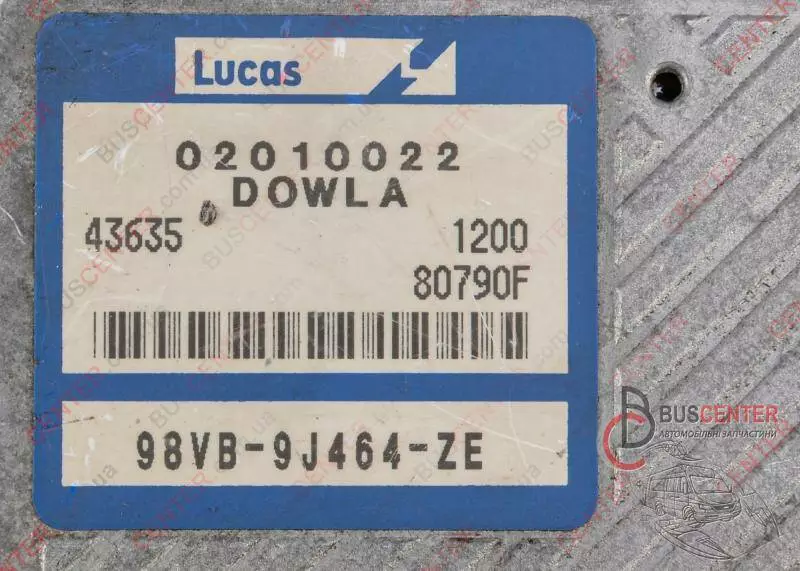 Lucas
02010022
DOWLA
43635 1200
80790F
98VB-9J464-ZE
BUSCENTER
АВТОМОБІЛЬНІ ЗАПЧАСТИНИ